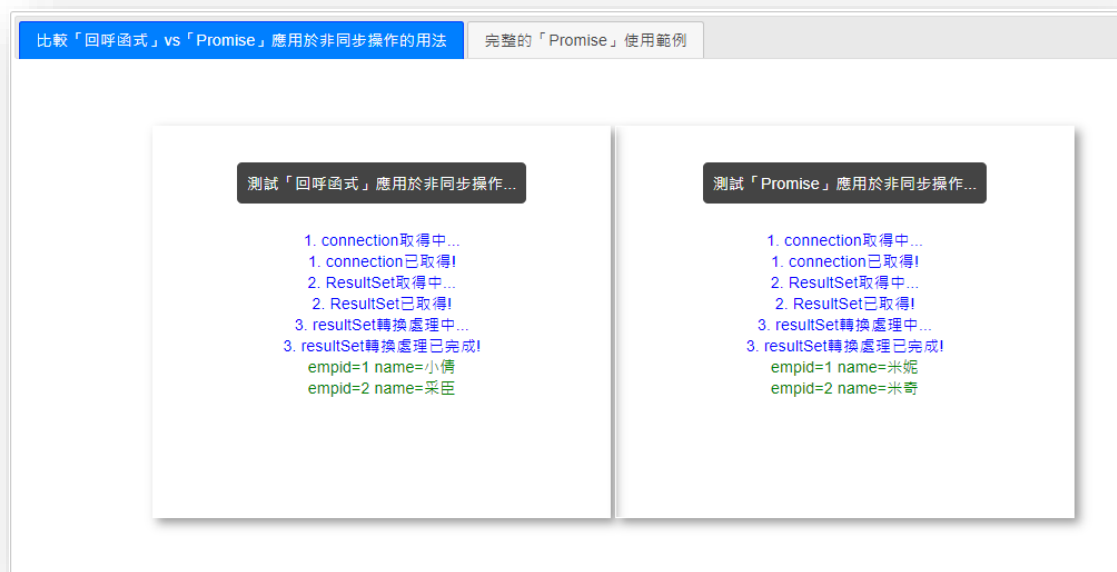 比較「回呼函式」vs「Promise」應用於非同步操作的用法
完整的「Promise」使用範例
測試「回呼函式」應用於非同步操作...
1. connection取得中...
1. connection已取得!
2. ResultSet取得中...
2. ResultSet已取得!
3. resultSet轉換處理中...
3. resultSet轉換處理已完成!
empid=1 name=小倩
empid=2 name=采臣
測試「Promise」應用於非同步操作...
1. connection取得中...
1. connection已取得!
2. ResultSet取得中...
2. ResultSet已取得!
3. resultSet轉換處理中...
3. resultSet轉換處理已完成!
empid=1 name=米妮
empid=2 name=米奇